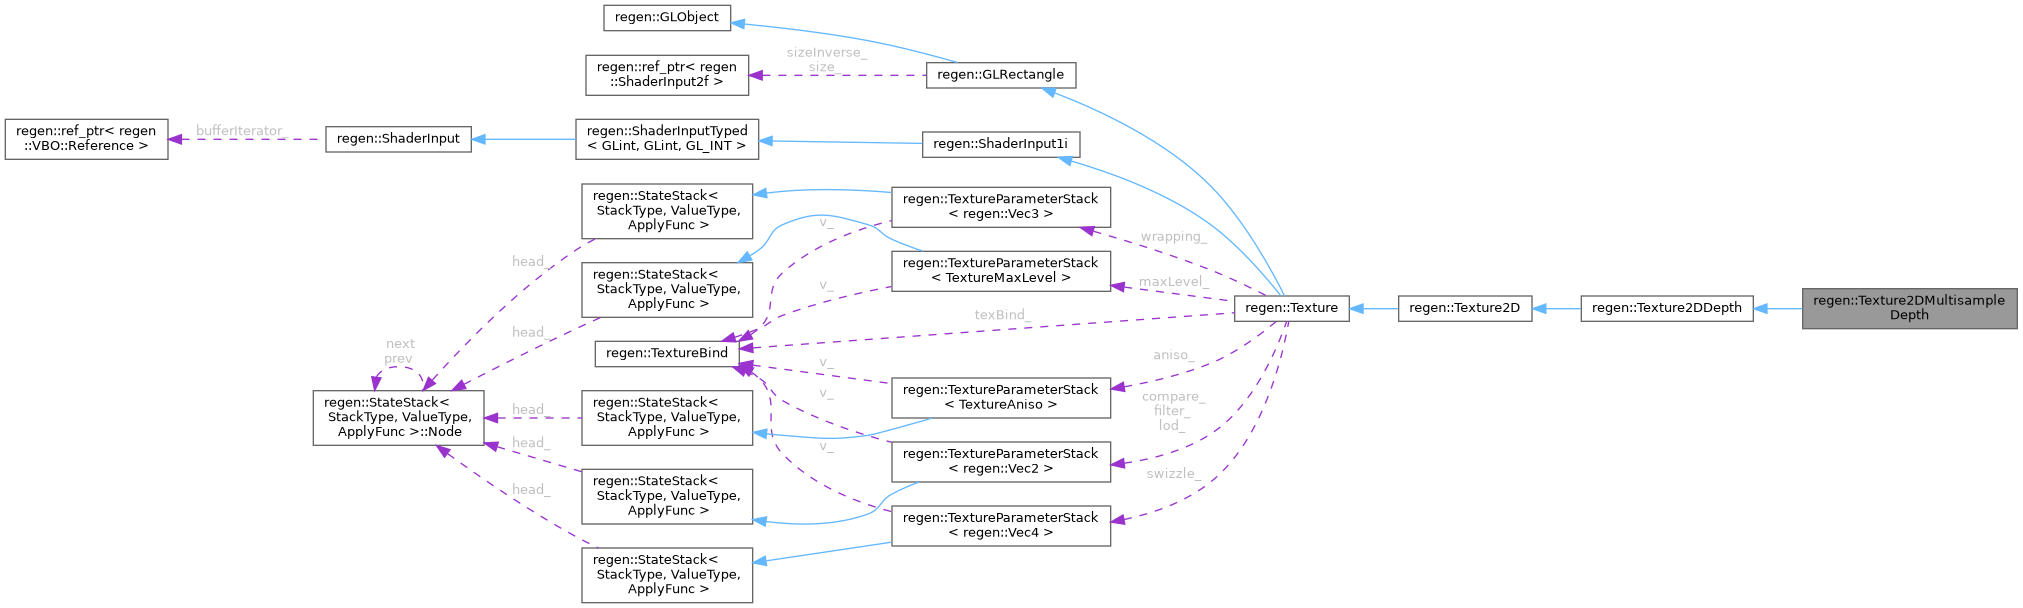 regen::GLObject
sizeInverse_
size_
regen::ref_ptr< regen
::ShaderInput2f >
regen::GLRectangle
regen::ref_ptr< regen
::VBO::Reference >
bufferIterator_
regen::ShaderInput
regen::ShaderInputTyped
< GLint, GLint, GL_INT >
regen::ShaderInput1i
regen::StateStack<
StackType, ValueType,
ApplyFunc >
regen::TextureParameterStack
< regen::Vec3 >
v_
wrapping_
head_
regen::StateStack<
StackType, ValueType,
ApplyFunc >
regen::TextureParameterStack
< TextureMaxLevel >
v_
maxLevel_
regen::Texture
regen::Texture2D
regen::Texture2DDepth
regen::Texture2DMultisample
Depth
texBind_
head_
next
prev
regen::TextureBind
aniso_
v_
regen::StateStack<
StackType, ValueType,
ApplyFunc >::Node
head_
regen::StateStack<
StackType, ValueType,
ApplyFunc >
regen::TextureParameterStack
< TextureAniso >
v_
compare_
filter_
lod_
head_
regen::TextureParameterStack
< regen::Vec2 >
v_
swizzle_
regen::StateStack<
StackType, ValueType,
ApplyFunc >
head_
regen::TextureParameterStack
< regen::Vec4 >
regen::StateStack<
StackType, ValueType,
ApplyFunc >